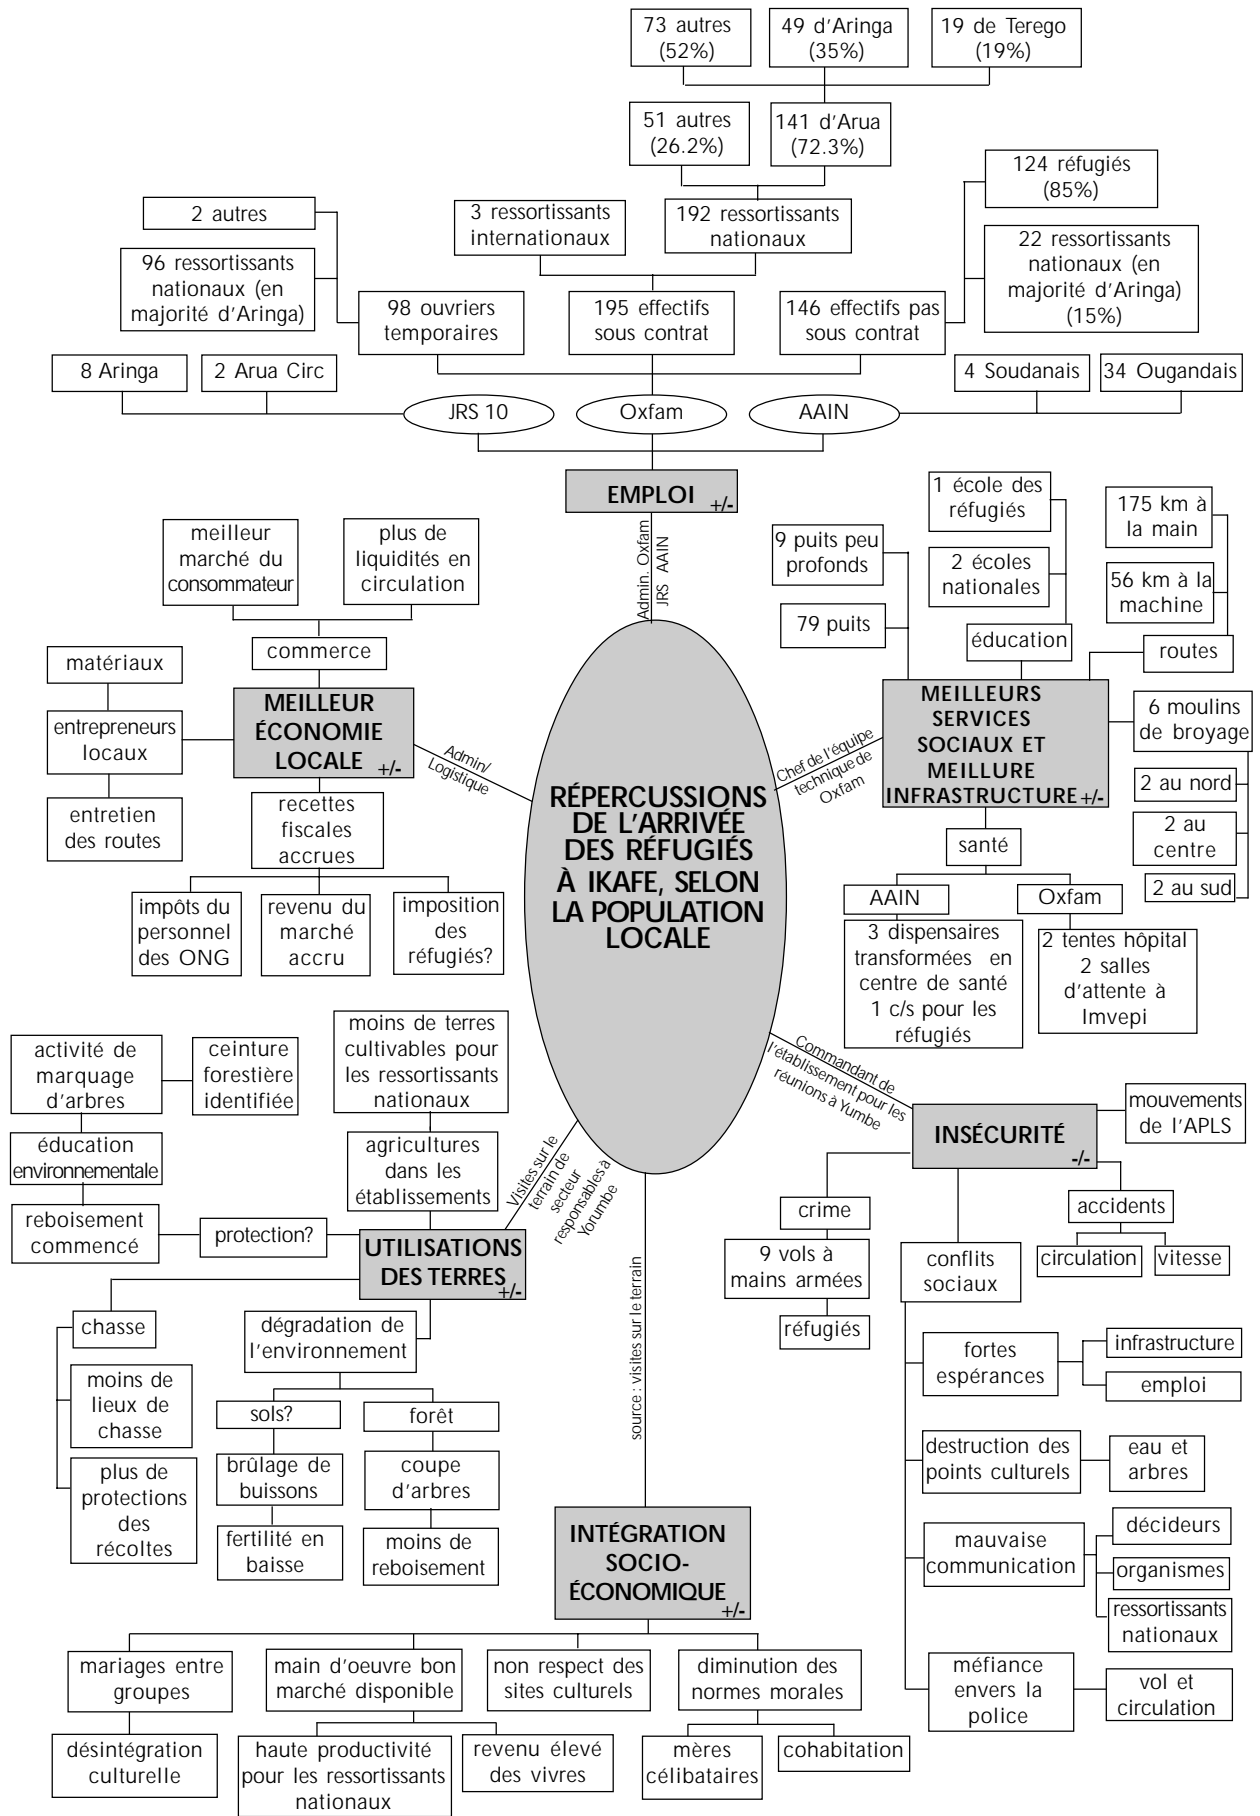 73 autres
(52%)
49 d'Aringa
(35%)
19 de Terego
(19%)
51 autres
(26.2%)
141 d'Arua
(72.3%)
124 réfugiés
(85%)
2 autres
3 ressortissants
internationaux
192 ressortissants
nationaux
96 ressortissants
nationaux (en
majorité d'Aringa)
22 ressortissants
nationaux (en
majorité d'Aringa)
(15%)
98 ouvriers
temporaires
195 effectifs
sous contrat
146 effectifs pas
sous contrat
8 Aringa
2 Arua Circ
4 Soudanais
34 Ougandais
JRS 10
Oxfam
AAIN
EMPLOI
+/-
Admin. Oxfam
JRS AAIN
meilleur
marché du
consommateur
plus de
liquidités en
circulation
commerce
matériaux
entrepreneurs
locaux
entretien
des routes
MEILLEUR
ÉCONOMIE
LOCALE +/-
Admin/
Logistique
recettes
fiscales
accrues
impôts du
personnel
des ONG
revenu du
marché
accru
imposition
des
réfugiés?
1 école des
réfugiés
2 écoles
nationales
175 km à
la main
56 km à la
machine
9 puits peu
profonds
79 puits
éducation
routes
MEILLEURS
SERVICES
SOCIAUX ET
MEILLURE
INFRASTRUCTURE +/-
Chef de l'équipe
technique de
Oxfam
6 moulins
de broyage
2 au nord
2 au
centre
2 au sud
santé
AAIN
Oxfam
3 dispensaires
transformées en
centre de santé
1 c/s pour les
réfugiés
2 tentes hôpital
2 salles
d'attente à
Imvepi
RÉPERCUSSIONS
DE L'ARRIVÉE
DES RÉFUGIÉS
À IKAFE, SELON
LA POPULATION
LOCALE
activité de
marquage
d'arbres
ceinture
forestière
identifiée
moins de terres
cultivables pour
les ressortissants
nationaux
éducation
environnementale
agricultures
dans les
établissements
reboisement
commencé
protection?
UTILISATIONS
DES TERRES
+/-
Visites sur le
terrain de
secteur
responsables à
Yorumbe
chasse
moins de
lieux de
chasse
plus de
protections
des
récoltes
dégradation de
l'environnement
sols?
forêt
brûlage de
buissons
coupe
d'arbres
fertilité en
baisse
moins de
reboisement
Commandant de
l'établissement pour les
réunions à Yumbe
INSÉCURITÉ
-/-
mouvements
de l'APLS
crime
9 vols à
mains armées
réfugiés
accidents
circulation
vitesse
conflits
sociaux
fortes
espérances
infrastructure
emploi
destruction des
points culturels
eau et
arbres
mauvaise
communication
décideurs
organismes
ressortissants
nationaux
méfiance
envers la
police
vol et
circulation
source : visites sur le terrain
INTÉGRATION
SOCIO-
ÉCONOMIQUE
+/-
mariages entre
groupes
désintégration
culturelle
main d'oeuvre bon
marché disponible
haute productivité
pour les ressortissants
nationaux
revenu élevé
des vivres
non respect des
sites culturels
diminution des
normes morales
mères
célibataires
cohabitation